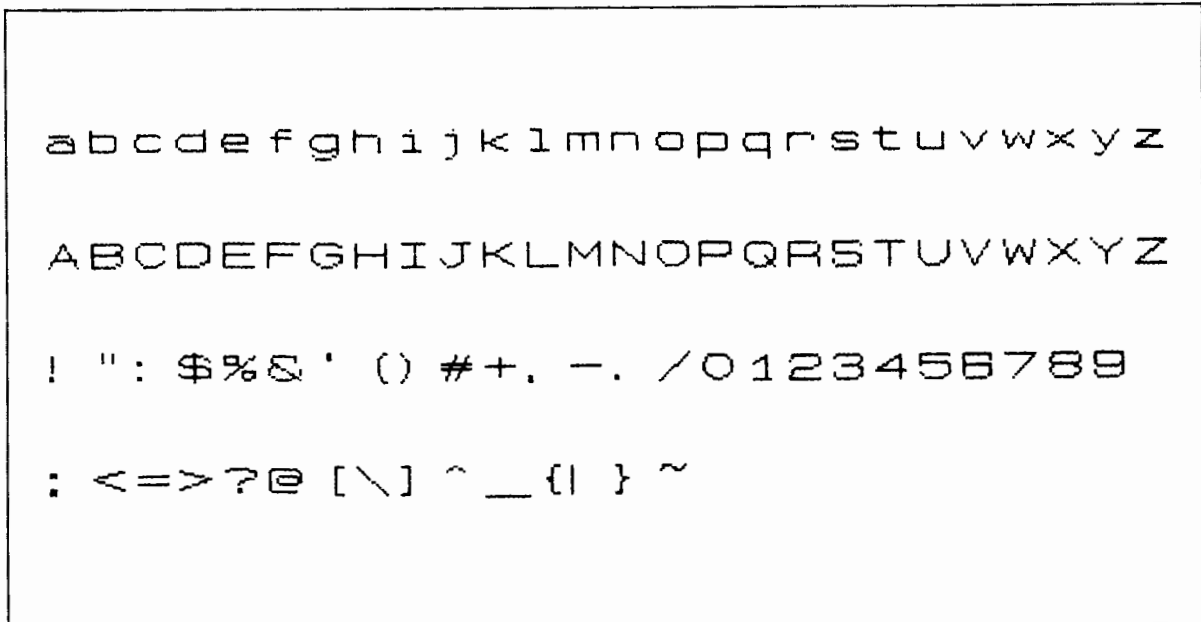 abcdefghijklmnopqrstuvwxyz
ABCDEFGHIJKLMNOPQRSTUVWXYZ
! ": $%& ' () #+. -. /0123456789
: <=>?@ [\] ^ _ {| } ~